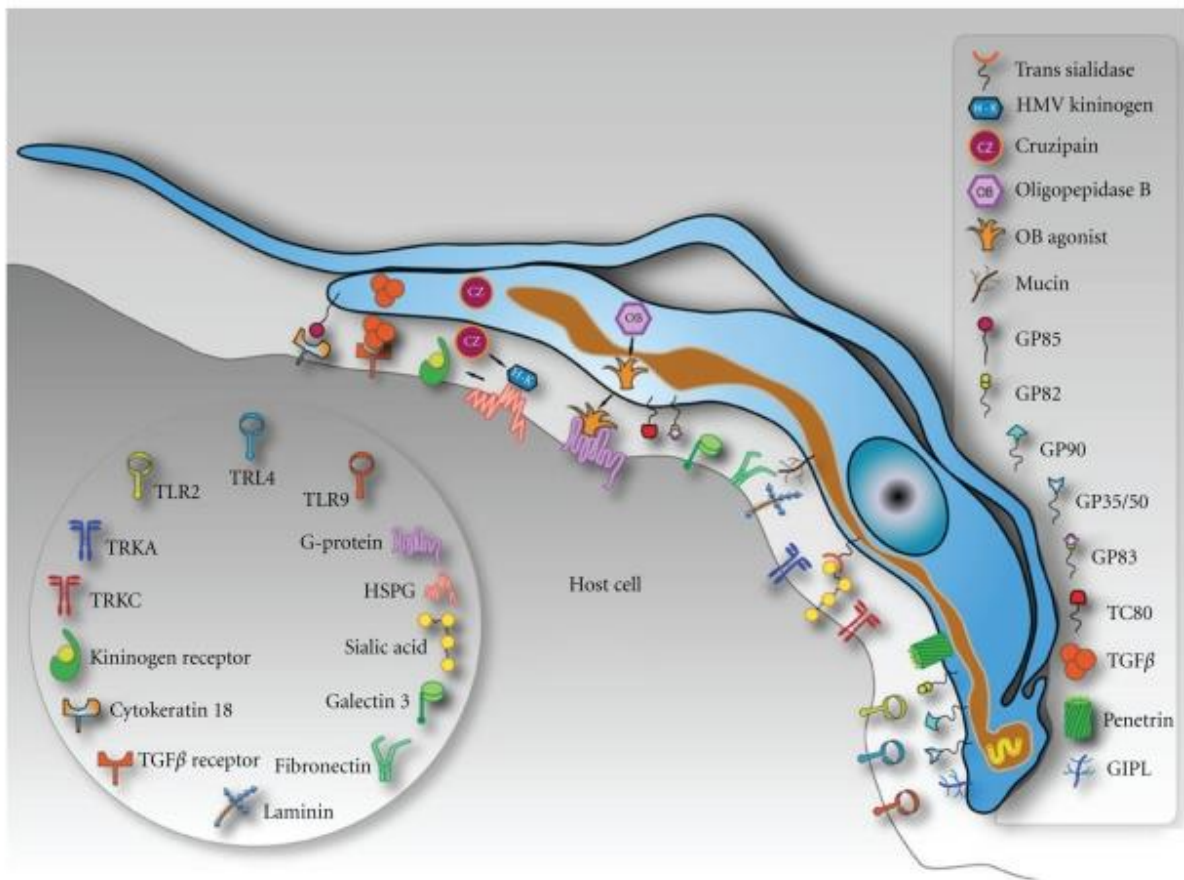 Trans sialidase
H-K
HMV kininogen
CZ
Cruzipain
OB
Oligopepidase B
OB agonist
Mucin
GP85
GP82
GP90
GP35/50
GP83
TC80
TGFβ
Penetrin
GIPL
CZ
OB
CZ
H-K
Host cell
TRL4
TLR2
TLR9
TRKA
G-protein
TRKC
HSPG
Kininogen receptor
Sialic acid
Cytokeratin 18
Galectin 3
TGFβ receptor
Fibronectin
Laminin